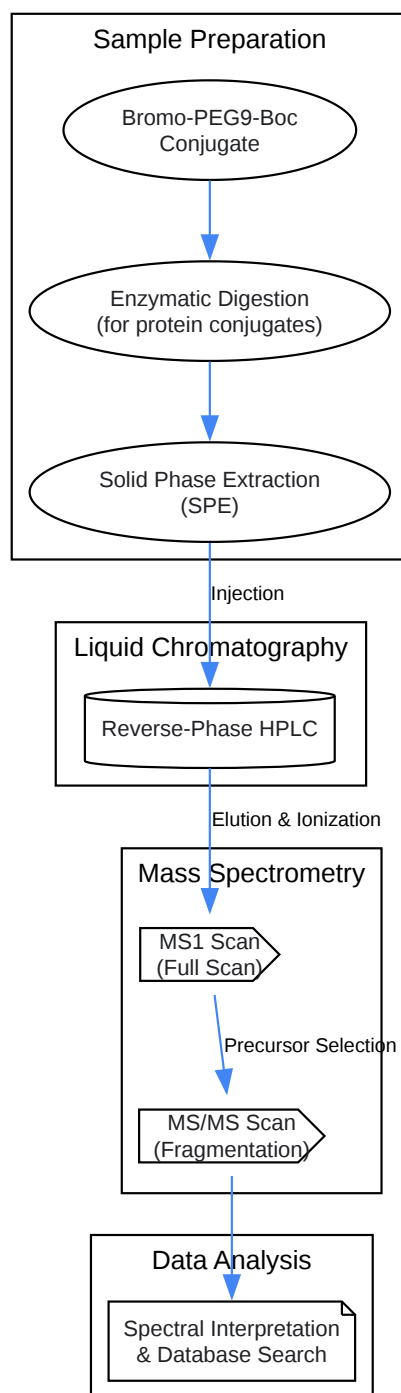 Sample Preparation
Bromo-PEG9-Boc
Conjugate
Enzymatic Digestion
(for protein conjugates)
Solid Phase Extraction
(SPE)
Injection
Liquid Chromatography
Reverse-Phase HPLC
Elution & Ionization
Mass Spectrometry
MS1 Scan
(Full Scan)
Precursor Selection
MS/MS Scan
(Fragmentation)
Data Analysis
Spectral Interpretation
& Database Search